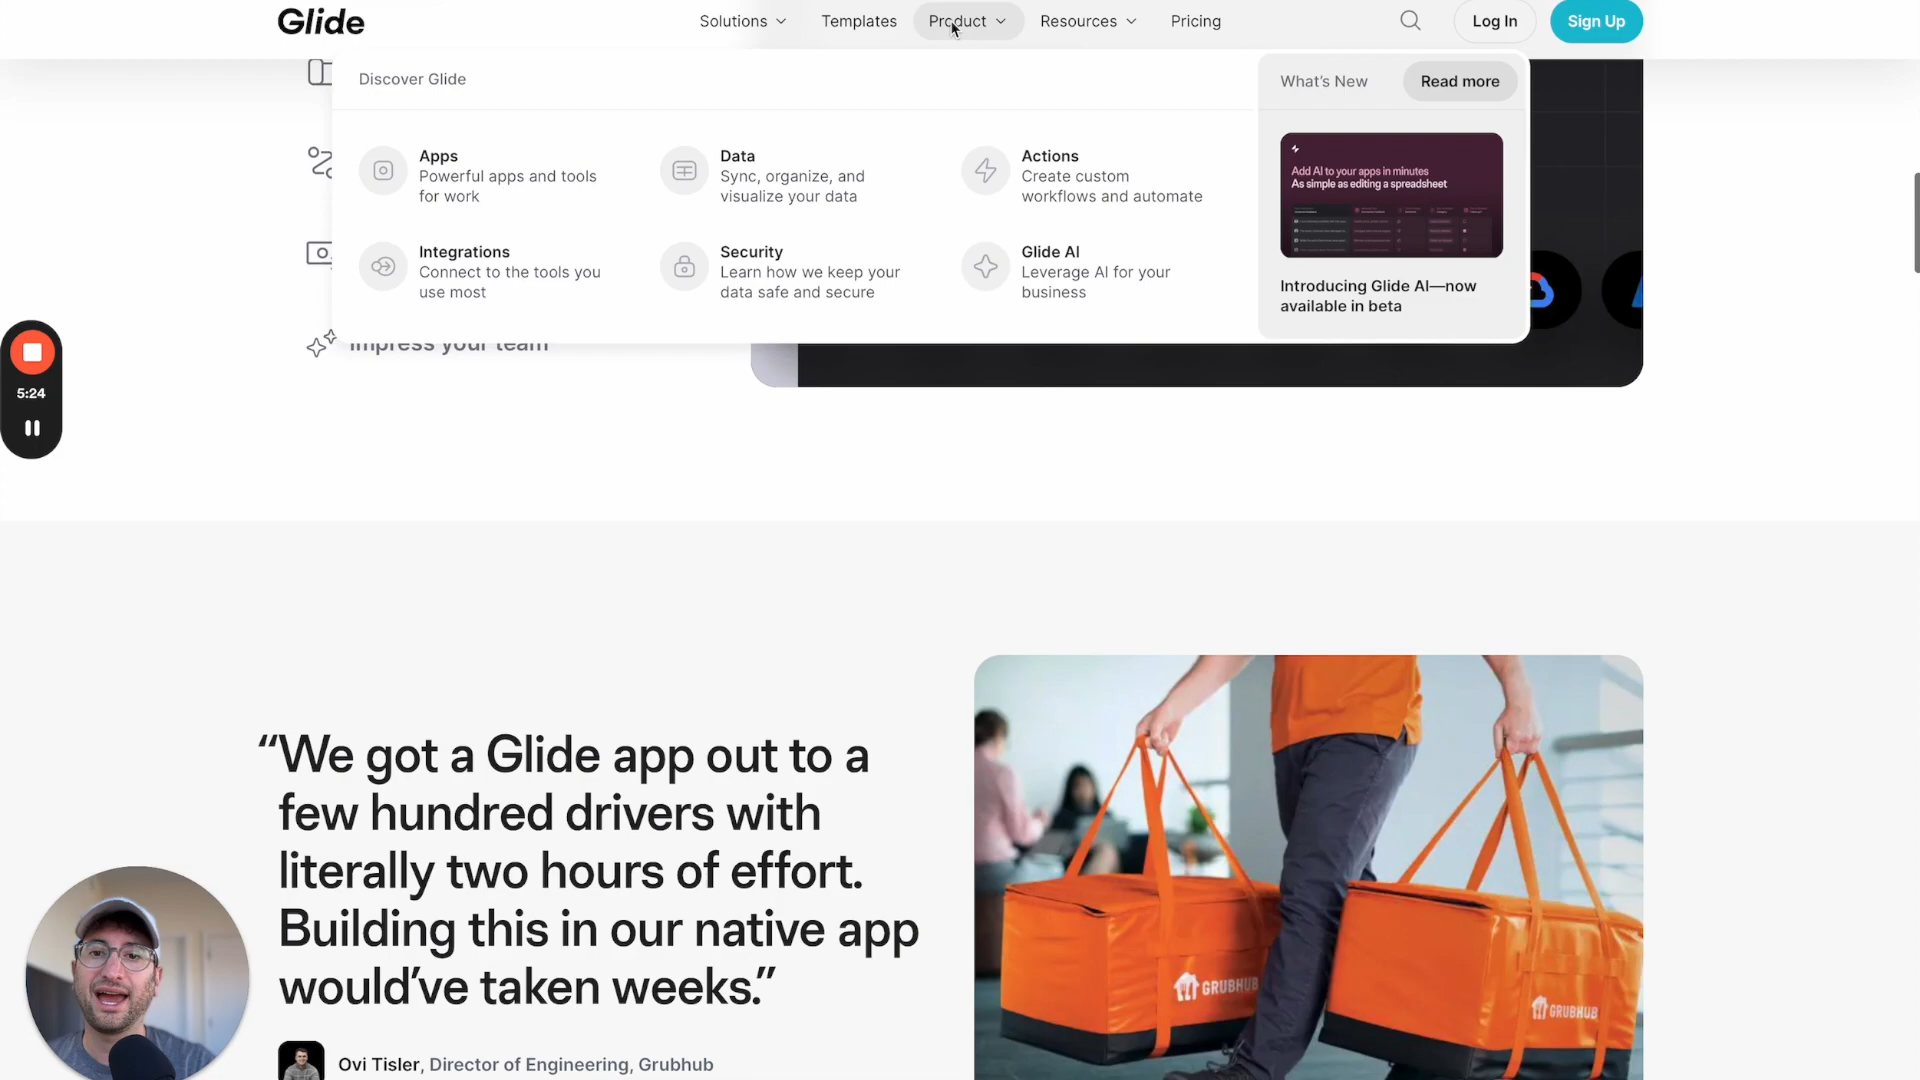 Glide
Solutions
Templates
Product
Resources
Pricing
Log In
Sign Up
Discover Glide
What's New
Read more
Apps
Powerful apps and tools
for work
Data
Sync, organize, and
visualize your data
Actions
Create custom
workflows and automate
Integrations
Connect to the tools you
use most
Security
Learn how we keep your
data safe and secure
Glide AI
Leverage AI for your
business
Add AI to your apps in minutes
As simple as editing a spreadsheet
Introducing Glide AI—now
available in beta
Impress your team
5:24
“We got a Glide app out to a
few hundred drivers with
literally two hours of effort.
Building this in our native app
would’ve taken weeks.”
Ovi Tisler, Director of Engineering, Grubhub
GRUBHUB
GRUBHUB